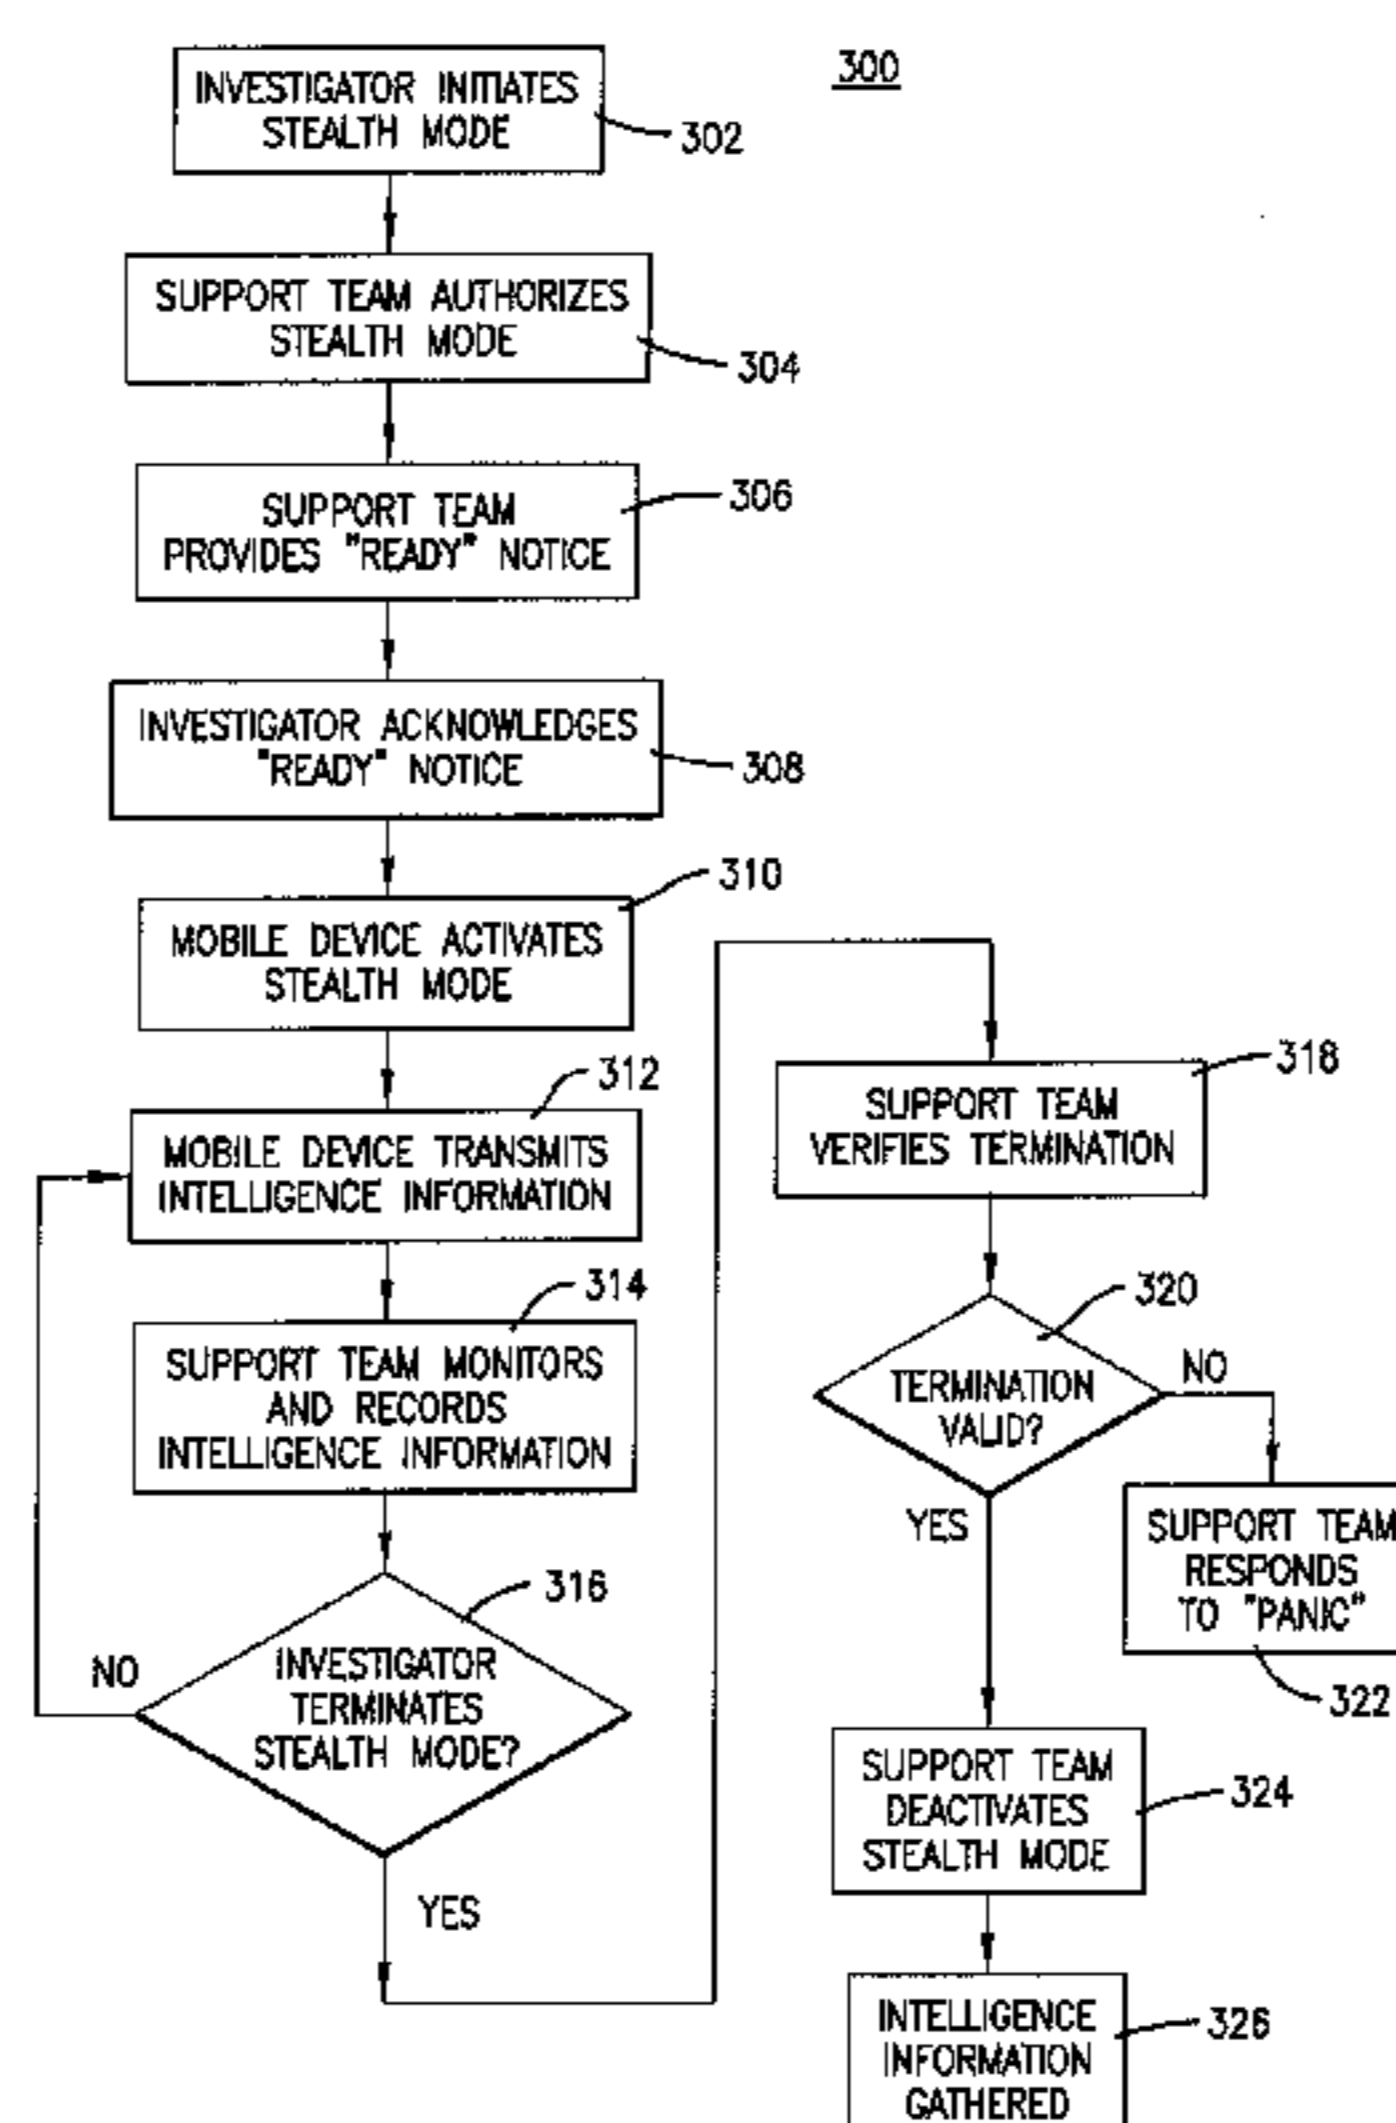 300
INVESTIGATOR INITIATES
STEALTH MODE
302
SUPPORT TEAM AUTHORIZES
STEALTH MODE
304
SUPPORT TEAM
PROVIDES "READY" NOTICE
306
INVESTIGATOR ACKNOWLEDGES
"READY" NOTICE
308
MOBILE DEVICE ACTIVATES
STEALTH MODE
310
MOBILE DEVICE TRANSMITS
INTELLIGENCE INFORMATION
312
SUPPORT TEAM MONITORS
AND RECORDS
INTELLIGENCE INFORMATION
314
INVESTIGATOR
TERMINATES
STEALTH MODE?
316
NO
YES
SUPPORT TEAM
VERIFIES TERMINATION
318
TERMINATION
VALID?
320
NO
YES
SUPPORT TEAM
RESPONDS
TO "PANIC"
322
SUPPORT TEAM
DEACTIVATES
STEALTH MODE
324
INTELLIGENCE
INFORMATION
GATHERED
326